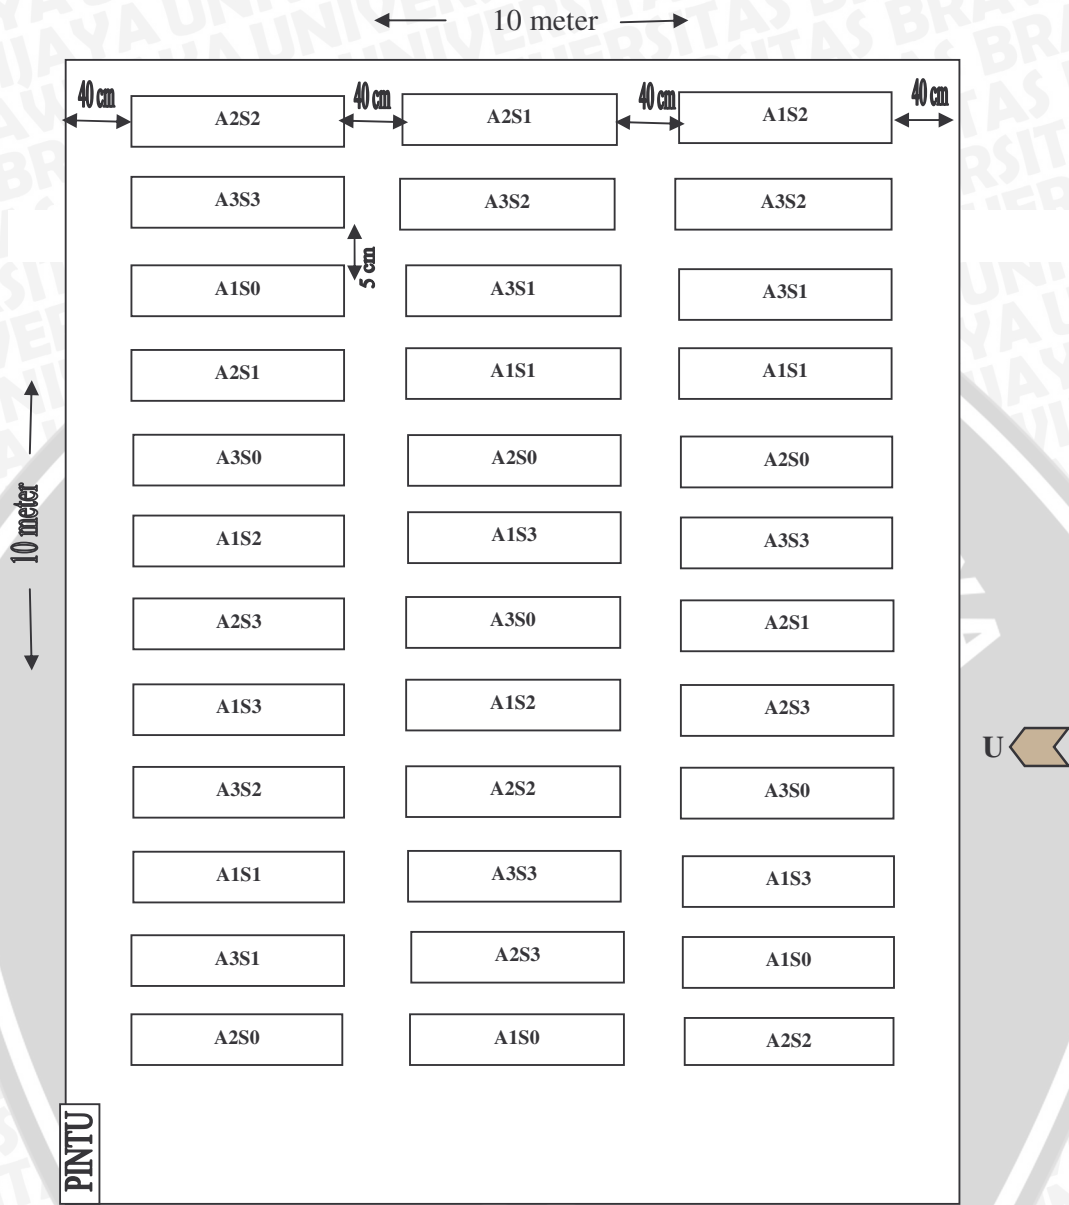 10 meter
40 cm 40 cm 40 cm 40 cm
A2S2 A2S1 A1S2
A3S3 A3S2 A3S2
5 cm
A1S0 A3S1 A3S1
A2S1 A1S1 A1S1
A3S0 A2S0 A2S0
10 meter
A1S2 A1S3 A3S3
A2S3 A3S0 A2S1
A1S3 A1S2 A2S3
U
A3S2 A2S2 A3S0
A1S1 A3S3 A1S3
A3S1 A2S3 A1S0
A2S0 A1S0 A2S2
PINTU